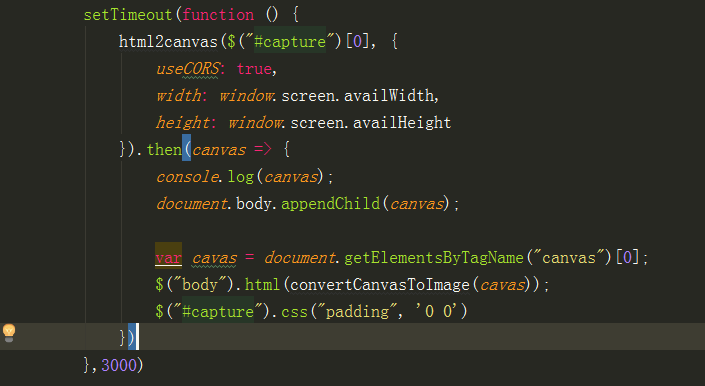 setTimeout(function () {
html2canvas($("#capture")[0], {
useCORS: true,
width: window.screen.availWidth,
height: window.screen.availHeight
}).then(canvas => {
console.log(canvas);
document.body.appendChild(canvas);
var cavas = document.getElementsByTagName("canvas")[0];
$("body").html(convertCanvasToImage(cavas));
$("#capture").css("padding", '0 0')
})
},3000)